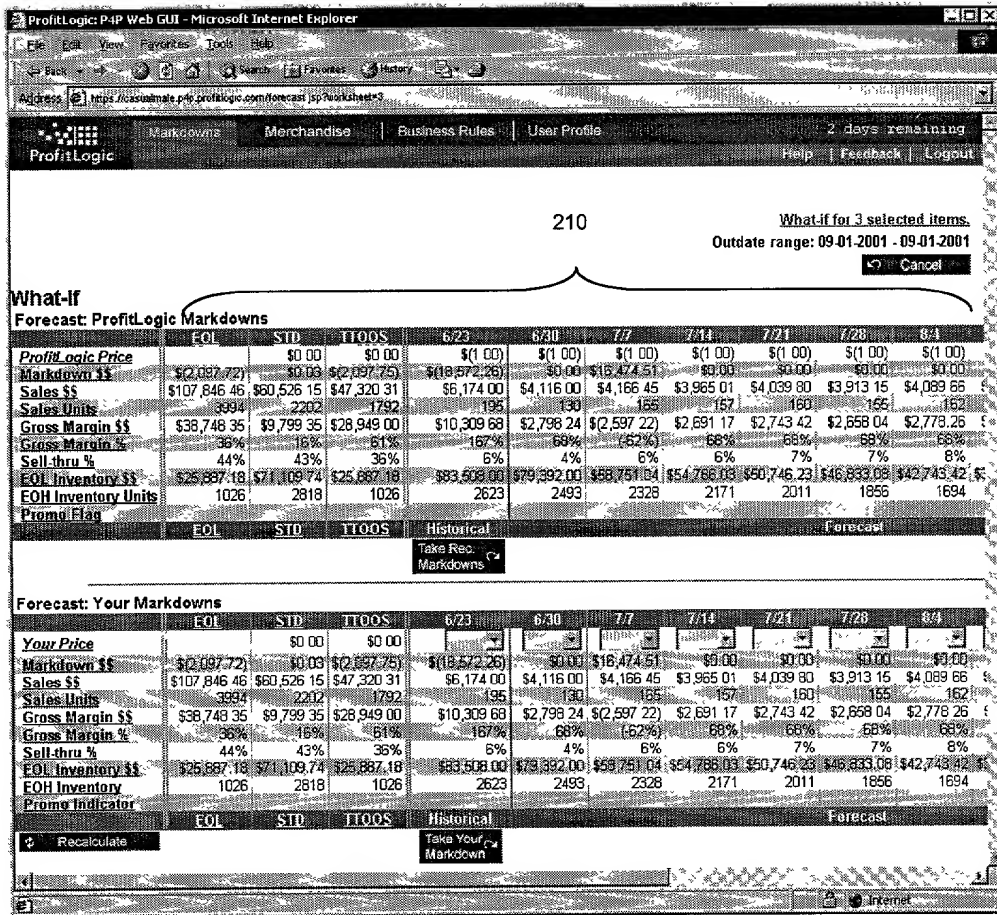 ProfitLogic: P4P Web GUI - Microsoft Internet Explorer
File Edit View Favorites Tools Help
Back Search Favorites History
Address https://casualmale.p4p.profitlogic.com/forecast.jsp?worksheet=3
Markdowns Merchandise Business Rules User Profile 2 days remaining
ProfitLogic Help Feedback Logout
210 What-if for 3 selected items.
Outdate range: 09-01-2001 - 09-01-2001
Cancel
What-If
Forecast: ProfitLogic Markdowns
EOL STD TTOOS 6/23 6/30 7/7 7/14 7/21 7/28 8/4
ProfitLogic Price $0 00 $0 00 $(1 00) $(1 00) $(1 00) $(1 00) $(1 00) $(1 00) $(1 00)
Markdown $$ $(2,097.72) $0.03 $(2,097.75) $(18,572.26) $0.00 $16,474.51 $0.00 $0.00 $0.00 $0.00
Sales $$ $107,846 46 $60,526 15 $47,320 31 $6,174 00 $4,116 00 $4,166 45 $3,965 01 $4,039 80 $3,913 15 $4,089 66
Sales Units 3994 2202 1792 195 130 165 157 160 155 162
Gross Margin $$ $38,748 35 $9,799 35 $28,949 00 $10,309 68 $2,798 24 $(2,597 22) $2,691 17 $2,743 42 $2,658 04 $2,778.26
Gross Margin % 36% 16% 61% 167% 68% (-62%) 68% 68% 68% 68%
Sell-thru % 44% 43% 36% 6% 4% 6% 6% 7% 7% 8%
EOL Inventory $$ $25,887.18 $71,109.74 $25,887.18 $83,508.00 $79,392.00 $58,751.04 $54,786.03 $50,746.23 $46,833.08 $42,743.42
EOH Inventory Units 1026 2818 1026 2623 2493 2328 2171 2011 1856 1694
Promo Flag
EOL STD TTOOS Historical Forecast
Take Rec.
Markdowns
Forecast: Your Markdowns
EOL STD TTOOS 6/23 6/30 7/7 7/14 7/21 7/28 8/4
Your Price $0 00 $0 00
Markdown $$ $(2,097.72) $0.03 $(2,097.75) $(18,572.26) $0.00 $16,474.51 $0.00 $0.00 $0.00 $0.00
Sales $$ $107,846 46 $60,526 15 $47,320 31 $6,174 00 $4,116 00 $4,166 45 $3,965 01 $4,039 80 $3,913 15 $4,089 66
Sales Units 3994 2202 1792 195 130 165 157 160 155 162
Gross Margin $$ $38,748 35 $9,799 35 $28,949 00 $10,309 68 $2,798 24 $(2,597 22) $2,691 17 $2,743 42 $2,658 04 $2,778 26
Gross Margin % 36% 16% 61% 167% 68% (-62%) 68% 68% 68% 68%
Sell-thru % 44% 43% 36% 6% 4% 6% 6% 7% 7% 8%
EOL Inventory $$ $25,887.18 $71,109.74 $25,887.18 $83,508.00 $79,392.00 $58,751.04 $54,786.03 $50,746.23 $46,833.08 $42,743.42
EOH Inventory 1026 2818 1026 2623 2493 2328 2171 2011 1856 1694
Promo Indicator
EOL STD TTOOS Historical Forecast
Recalculate Take Your
Markdown
Internet